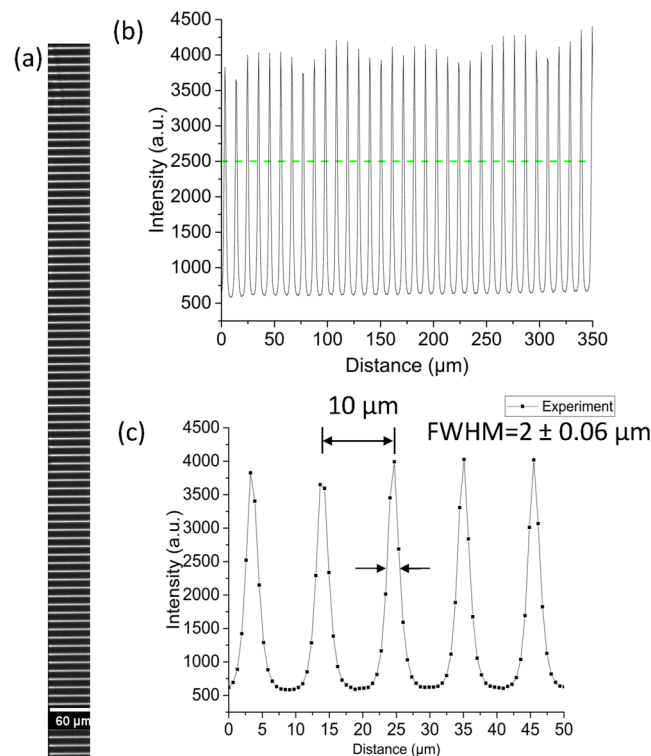 (a)
60 µm
(b)
4500
4000
3500
3000
2500
2000
1500
1000
500
Intensity (a.u.)
0 50 100 150 200 250 300 350
Distance (µm)
(c)
10 µm
Experiment
FWHM=2 ± 0.06 µm
4500
4000
3500
3000
2500
2000
1500
1000
500
Intensity (a.u.)
0 5 10 15 20 25 30 35 40 45 50
Distance (µm)